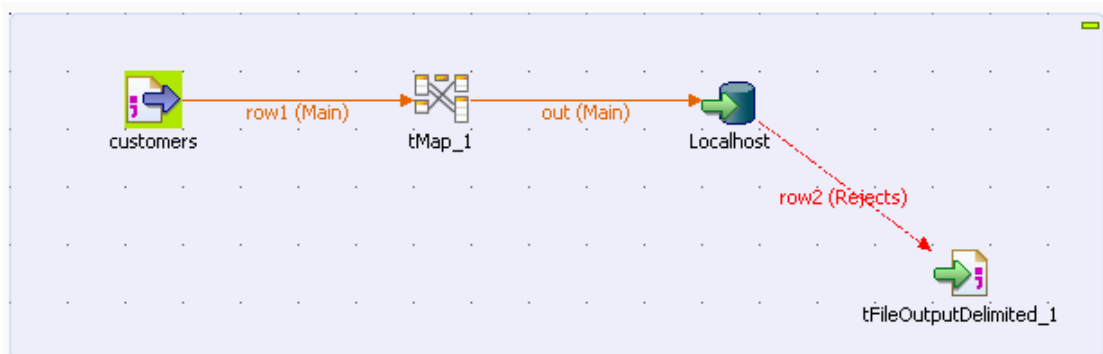 row1 (Main)
out (Main)
customers
tMap_1
Localhost
row2 (Rejects)
tFileOutputDelimited_1